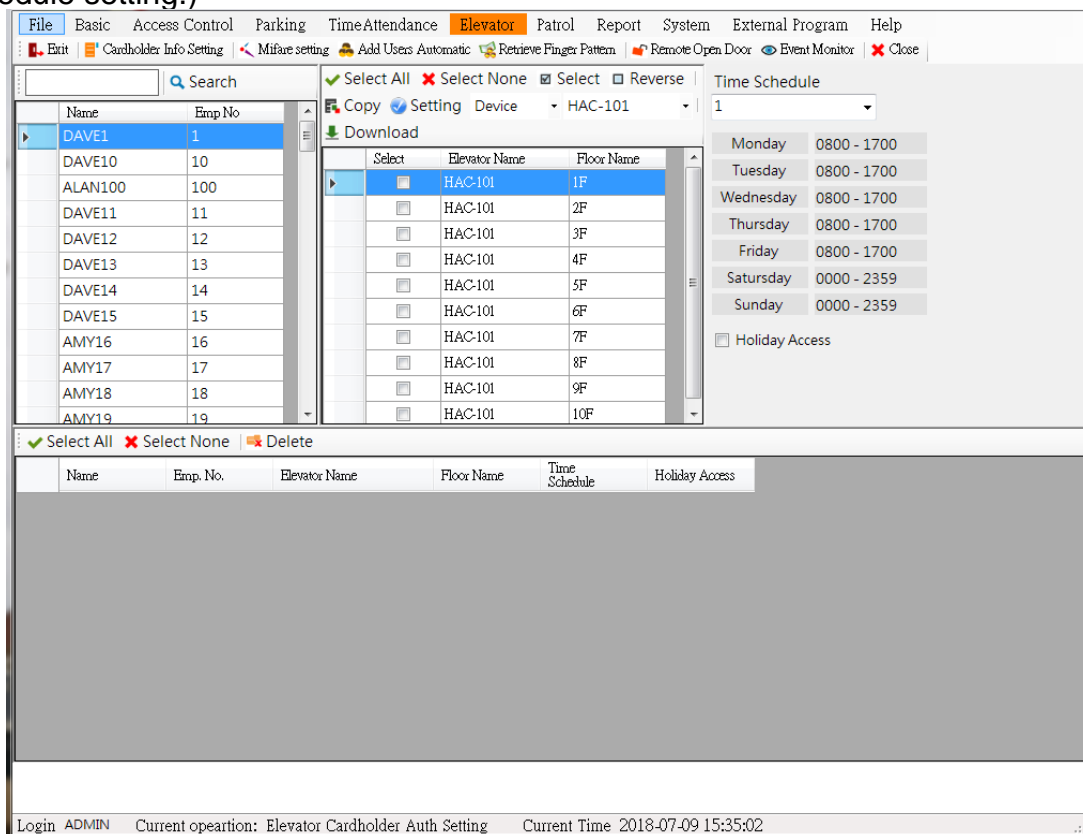 odule setting.)
File Basic Access Control Parking TimeAttendance Elevator Patrol Report System External Program Help
Exit Cardholder Info Setting Mifare setting Add Users Automatic Retrieve Finger Pattern Remote Open Door Event Monitor Close
Search
Name Emp No
DAVE1 1
DAVE10 10
ALAN100 100
DAVE11 11
DAVE12 12
DAVE13 13
DAVE14 14
DAVE15 15
AMY16 16
AMY17 17
AMY18 18
AMY19 19
Select All Select None Select Reverse
Copy Setting Device HAC-101
Download
Select Elevator Name Floor Name
HAC-101 1F
HAC-101 2F
HAC-101 3F
HAC-101 4F
HAC-101 5F
HAC-101 6F
HAC-101 7F
HAC-101 8F
HAC-101 9F
HAC-101 10F
Time Schedule
1
Monday 0800 - 1700
Tuesday 0800 - 1700
Wednesday 0800 - 1700
Thursday 0800 - 1700
Friday 0800 - 1700
Satursday 0000 - 2359
Sunday 0000 - 2359
Holiday Access
Select All Select None Delete
Name Emp. No. Elevator Name Floor Name Time Schedule Holiday Access
Login ADMIN Current opeartion: Elevator Cardholder Auth Setting Current Time 2018-07-09 15:35:02